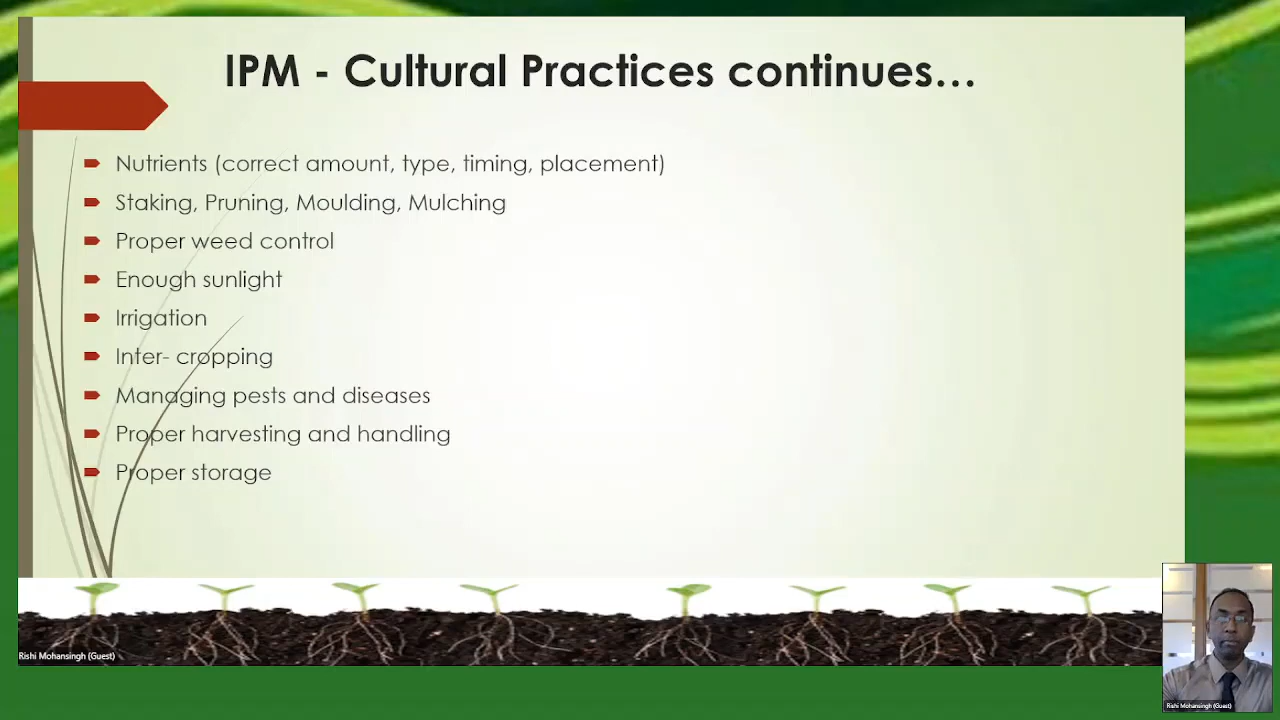 IPM - Cultural Practices continues…
Nutrients (correct amount, type, timing, placement)
Staking, Pruning, Moulding, Mulching
Proper weed control
Enough sunlight
Irrigation
Inter- cropping
Managing pests and diseases
Proper harvesting and handling
Proper storage
Rishi Mohansingh (Guest)
Rishi Mohansingh (Guest)